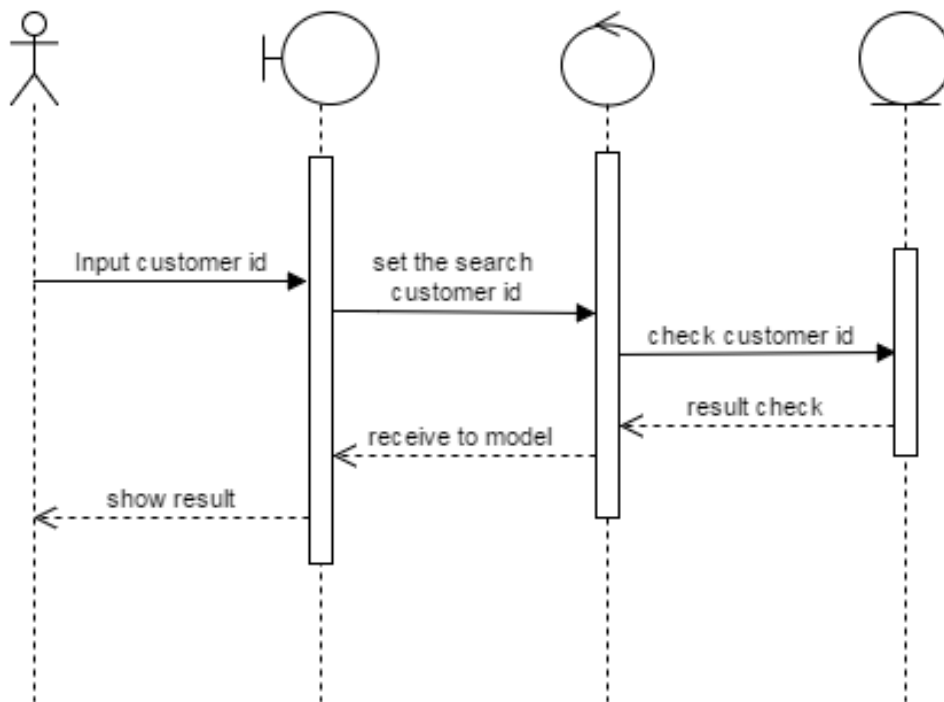 Input customer id
set the search
customer id
check customer id
result check
receive to model
show result